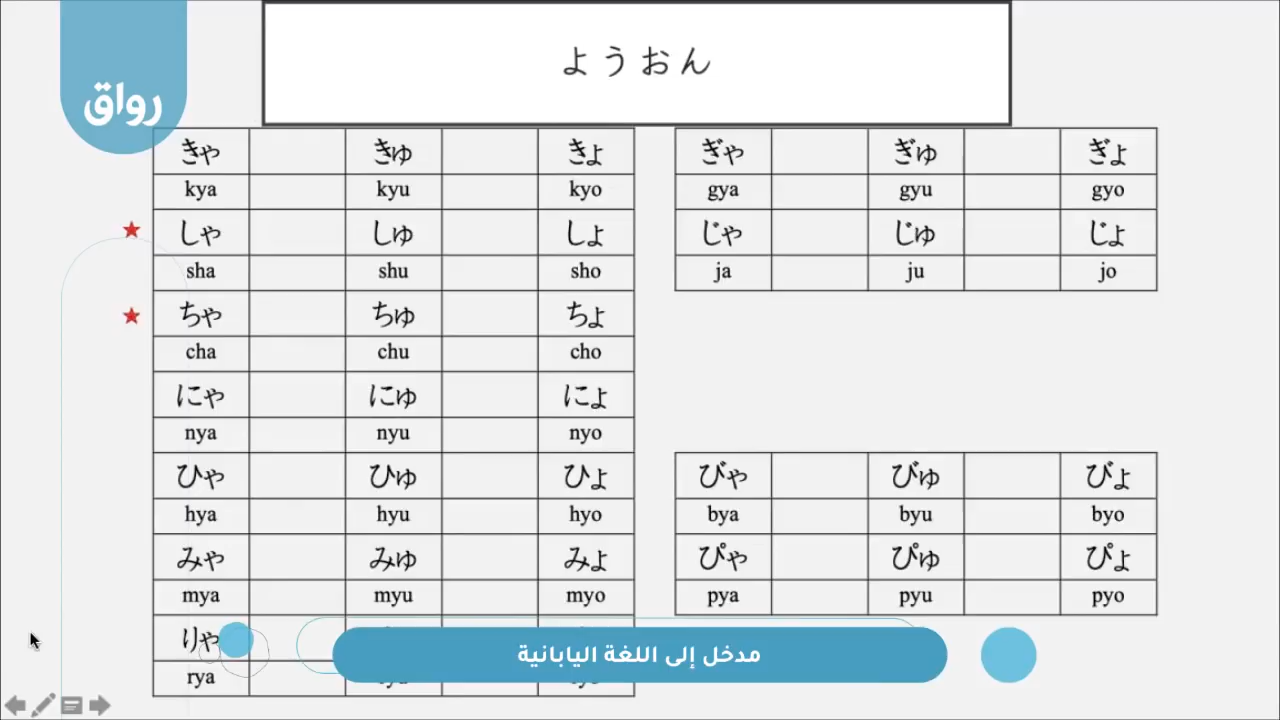 ようおん
رواق
きゃ きゅ きょ
kya kyu kyo
しゃ しゅ しょ
sha shu sho
ちゃ ちゅ ちょ
cha chu cho
にゃ にゅ にょ
nya nyu nyo
ひゃ ひゅ ひょ
hya hyu hyo
みゃ みゅ みょ
mya myu myo
りゃ
rya
ぎゃ ぎゅ ぎょ
gya gyu gyo
じゃ じゅ じょ
ja ju jo
びゃ びゅ びょ
bya byu byo
ぴゃ ぴゅ ぴょ
pya pyu pyo
مدخل إلى اللغة اليابانية